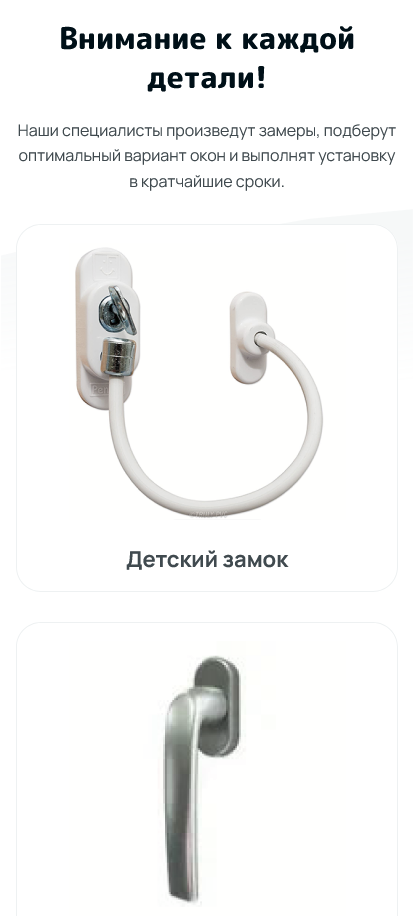 Внимание к каждой
детали!
Наши специалисты произведут замеры, подберут
оптимальный вариант окон и выполнят установку
в кратчайшие сроки.
Детский замок